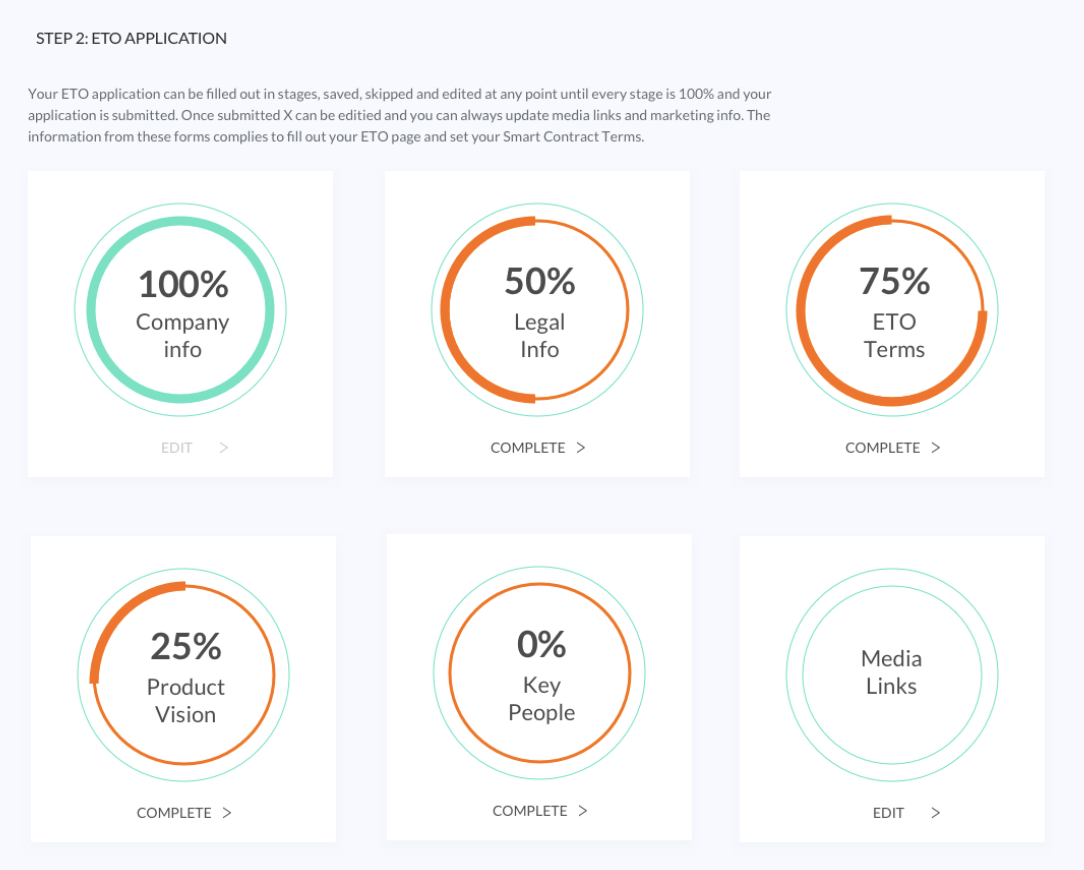 STEP 2: ETO APPLICATION
Your ETO application can be filled out in stages, saved, skipped and edited at any point until every stage is 100% and your
application is submitted. Once submitted X can be editied and you can always update media links and marketing info. The
information from these forms complies to fill out your ETO page and set your Smart Contract Terms.
100%
Company
info
EDIT >
50%
Legal
Info
COMPLETE >
75%
ETO
Terms
COMPLETE >
25%
Product
Vision
COMPLETE >
0%
Key
People
COMPLETE >
Media
Links
EDIT >